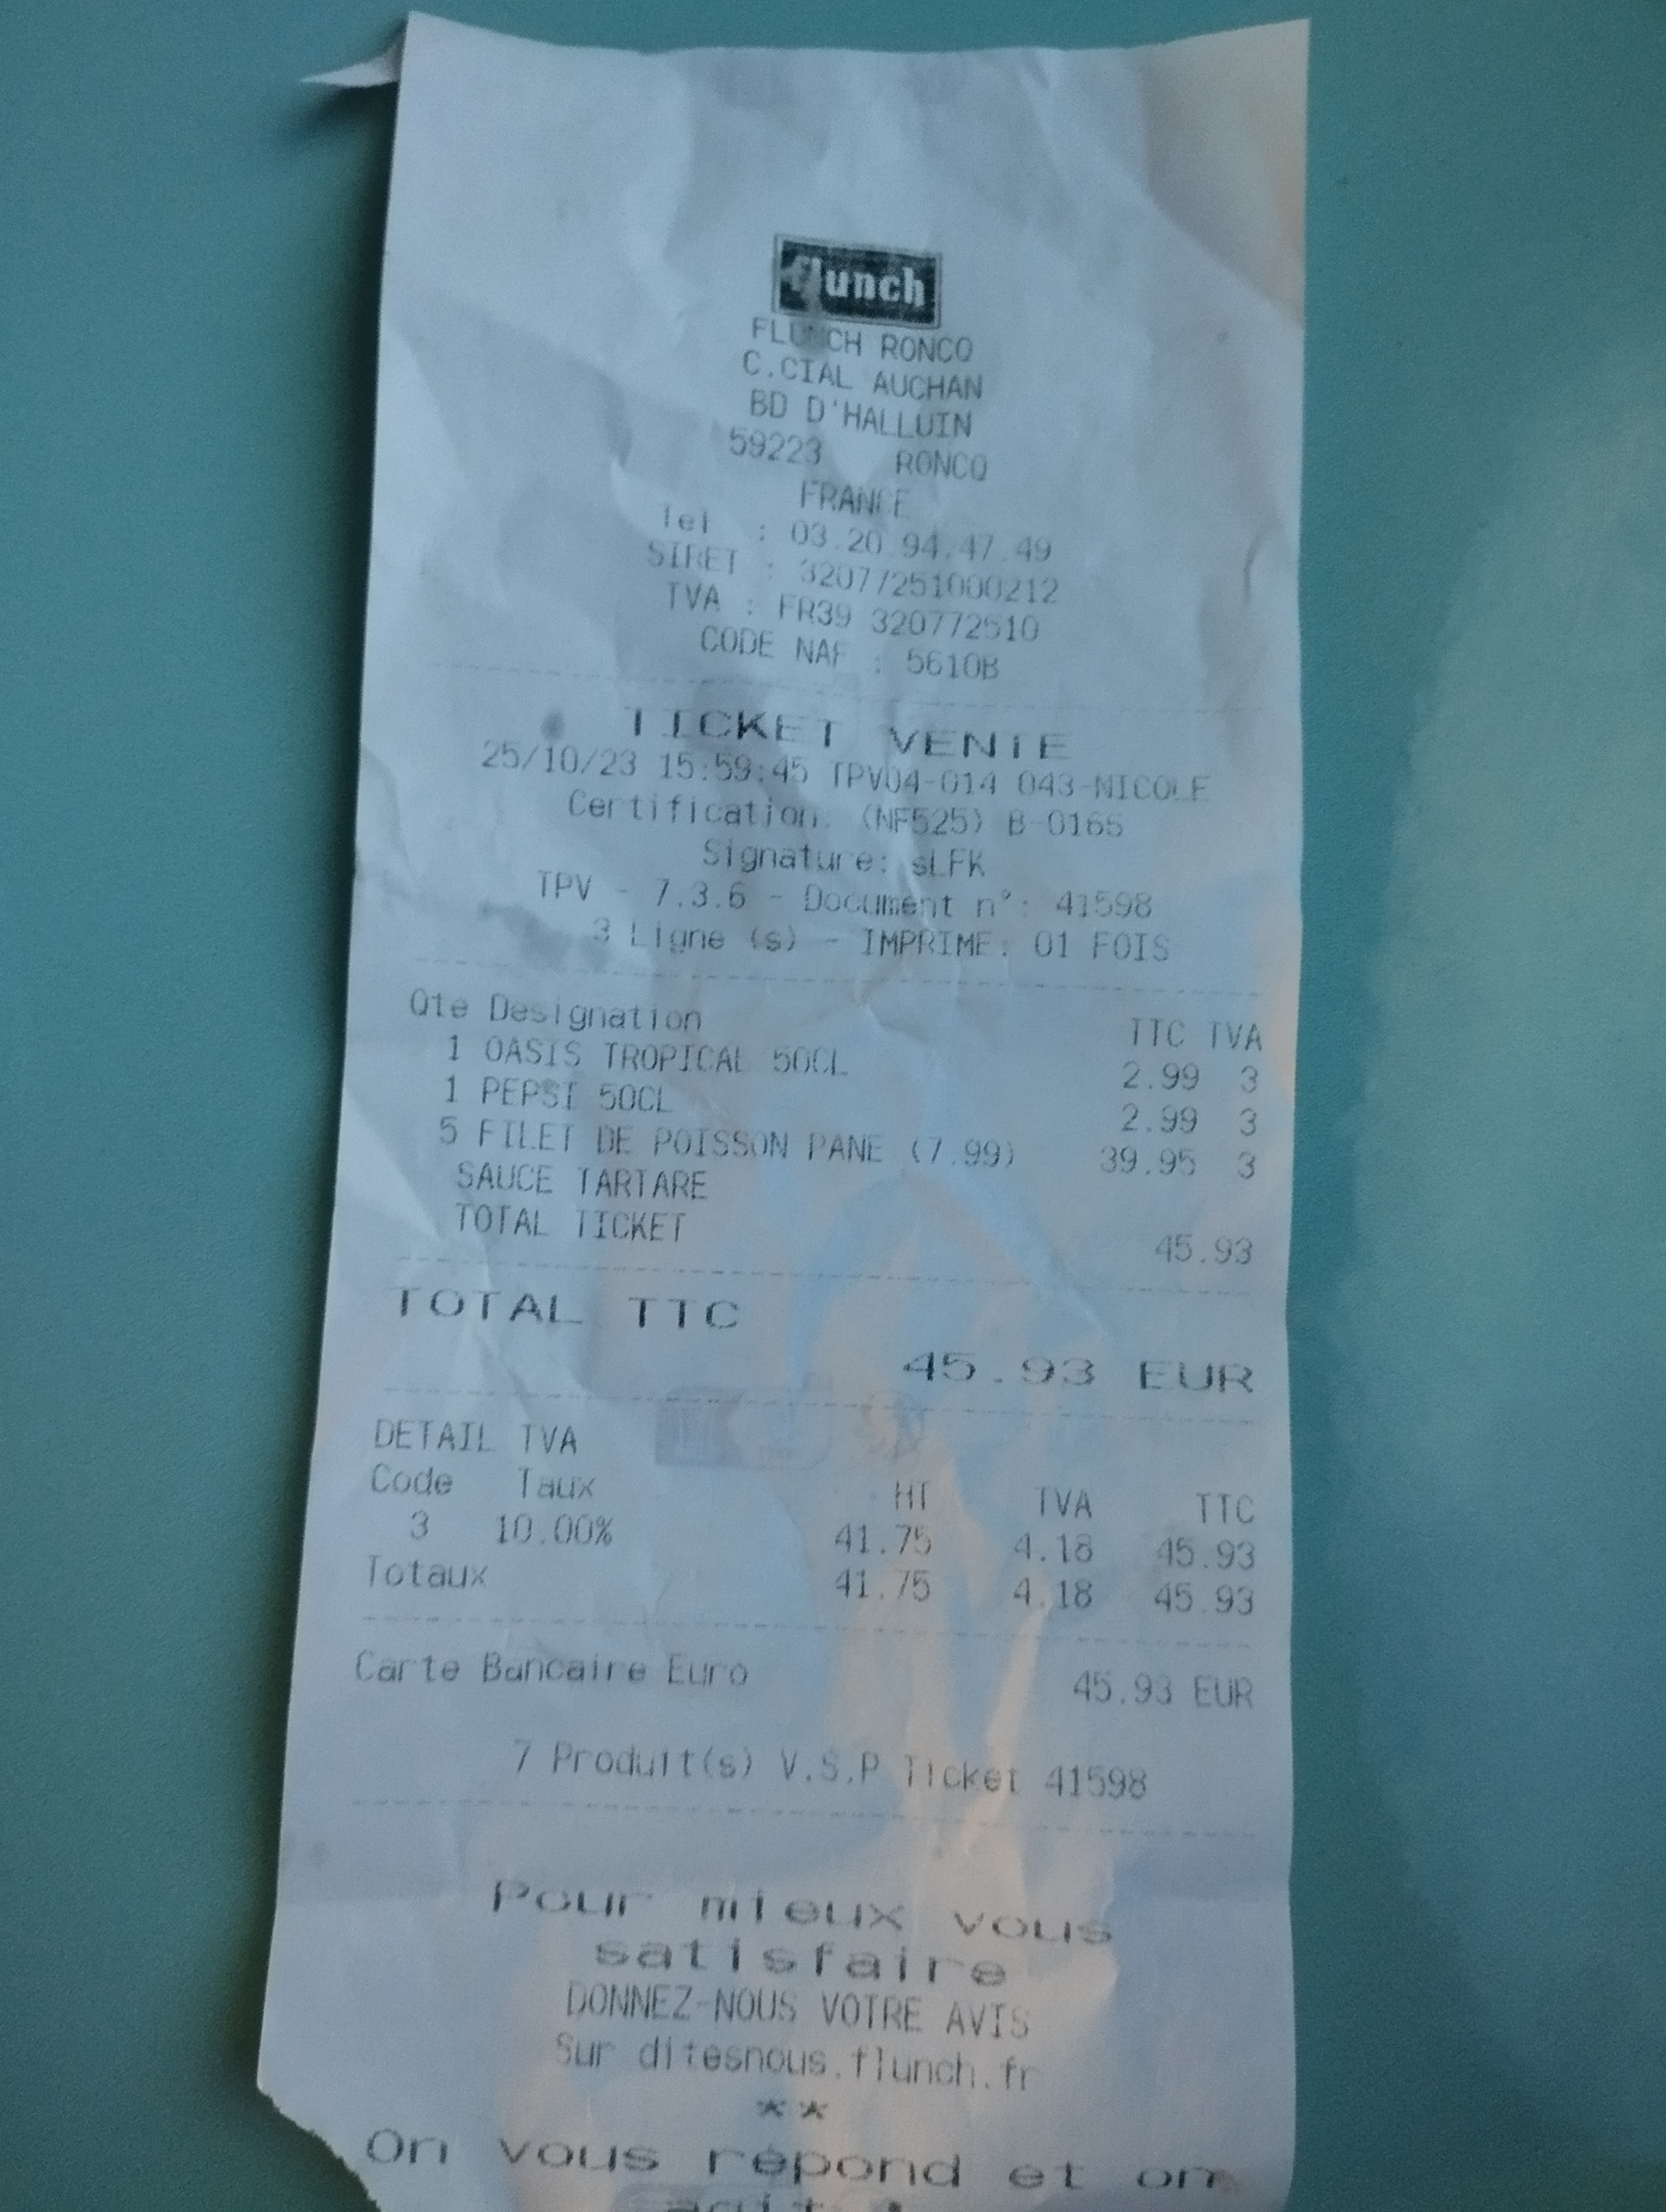 flunch
FLUNCH RONCQ
C.CIAL AUCHAN
BD D'HALLUIN
59223 RONCQ
FRANCE
Tel : 03.20.94.47.49
SIRET : 32077251000212
TVA : FR39 320772510
CODE NAF : 5610B
TICKET VENTE
25/10/23 15:59:45 TPV04-014 043-NICOLE
Certification: (NF525) B-0165
Signature: sLFK
TPV - 7.3.6 - Document n°: 41598
3 Ligne (s) - IMPRIME: 01 FOIS
Qte Designation TTC TVA
1 OASIS TROPICAL 50CL 2.99 3
1 PEPSI 50CL 2.99 3
5 FILET DE POISSON PANE (7.99) 39.95 3
SAUCE TARTARE
TOTAL TICKET 45.93
TOTAL TTC
45.93 EUR
DETAIL TVA
Code Taux HT TVA TTC
3 10.00% 41.75 4.18 45.93
Totaux 41.75 4.18 45.93
Carte Bancaire Euro 45.93 EUR
7 Produit(s) V.S.P Ticket 41598
Pour mieux vous
satisfaire
DONNEZ-NOUS VOTRE AVIS
Sur ditesnous.flunch.fr
**
On vous répond et on